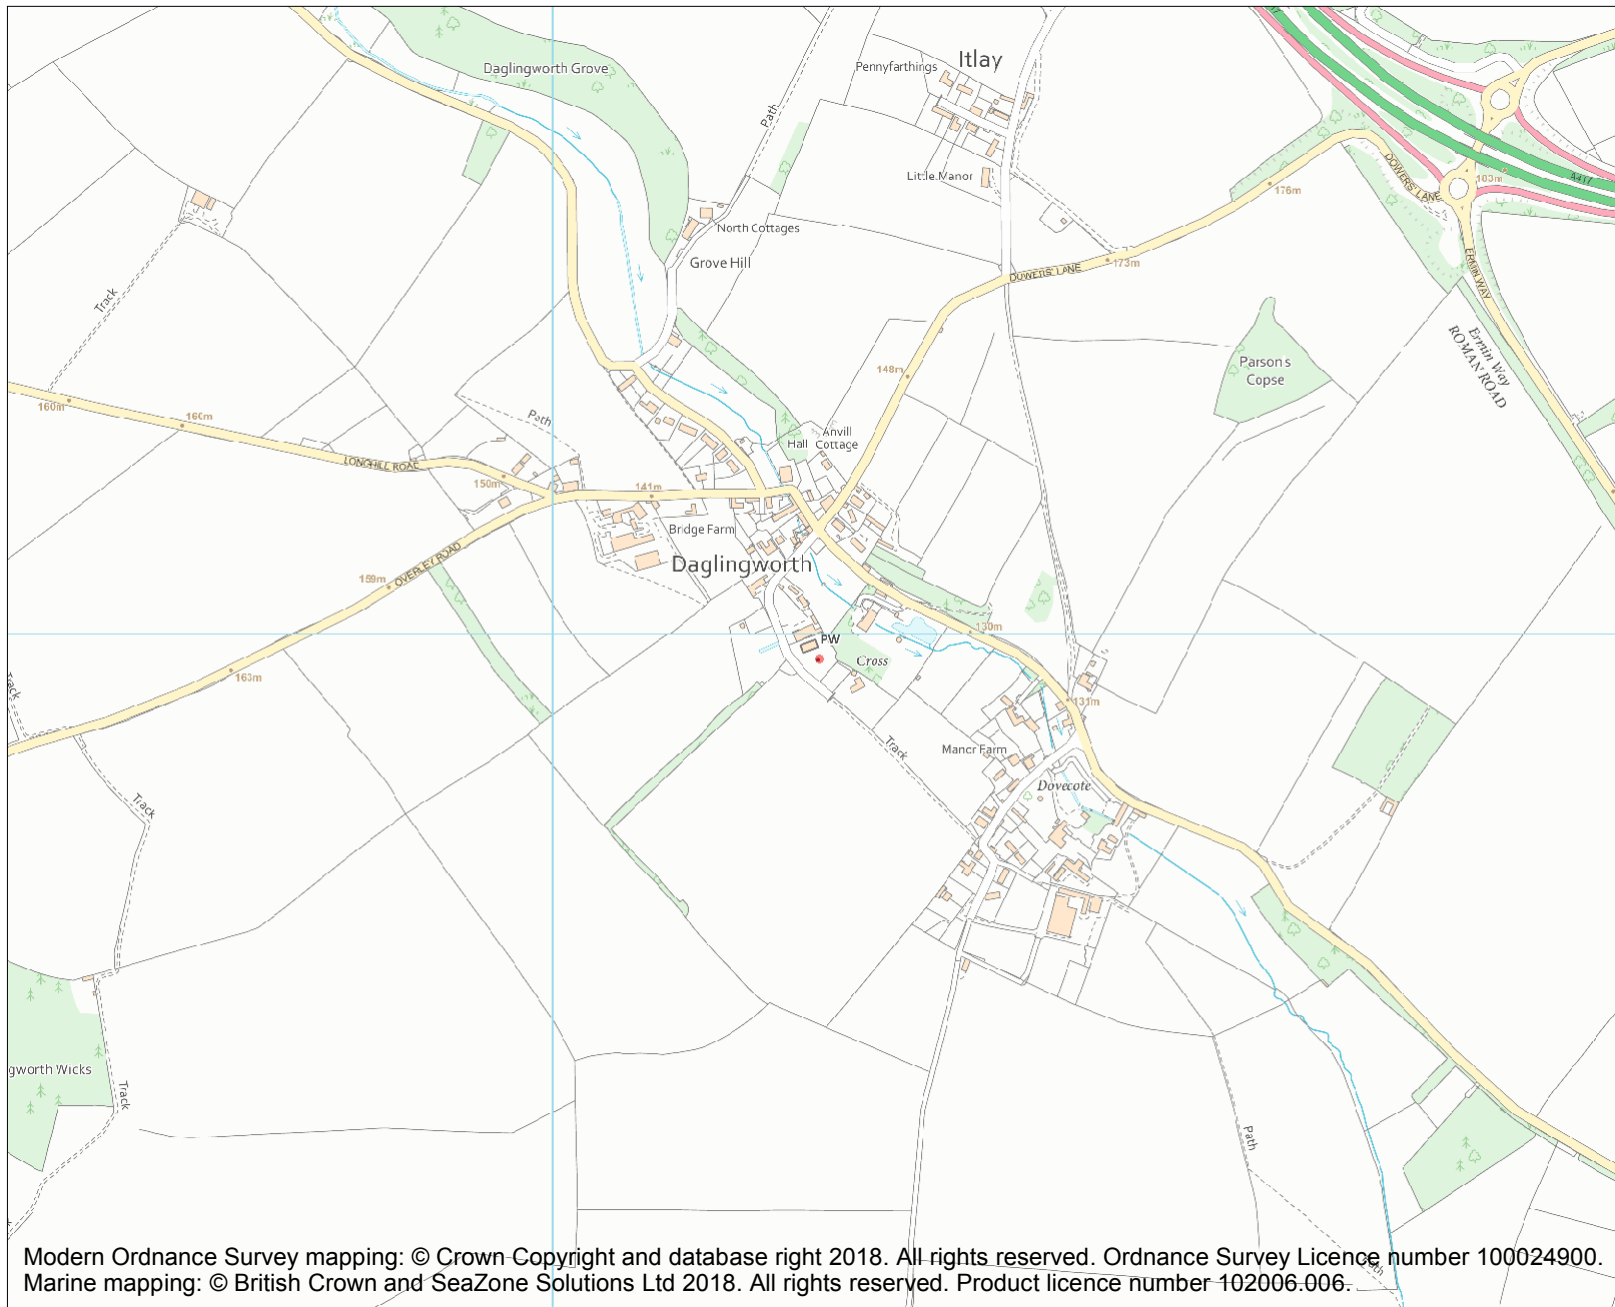 Itlay
Pennyfarthings
Daglingworth Grove
Path
Little Manor
DOWERS' LANE
A417
183m
176m
North Cottages
Grove Hill
173m
DOWERS' LANE
ERMIN WAY
Track
Ermin Way
ROMAN ROAD
Parson's
Copse
148m
160m
160m
Path
Anvill
Hall Cottage
LONGHILL ROAD
150m
141m
Bridge Farm
Daglingworth
OVERLEY ROAD
159m
130m
PW
Cross
163m
Track
131m
Track
Manor Farm
Dovecote
Track
gworth Wicks
Track
Path
Path
Modern Ordnance Survey mapping: © Crown Copyright and database right 2018. All rights reserved. Ordnance Survey Licence number 100024900.
Marine mapping: © British Crown and SeaZone Solutions Ltd 2018. All rights reserved. Product licence number 102006.006.